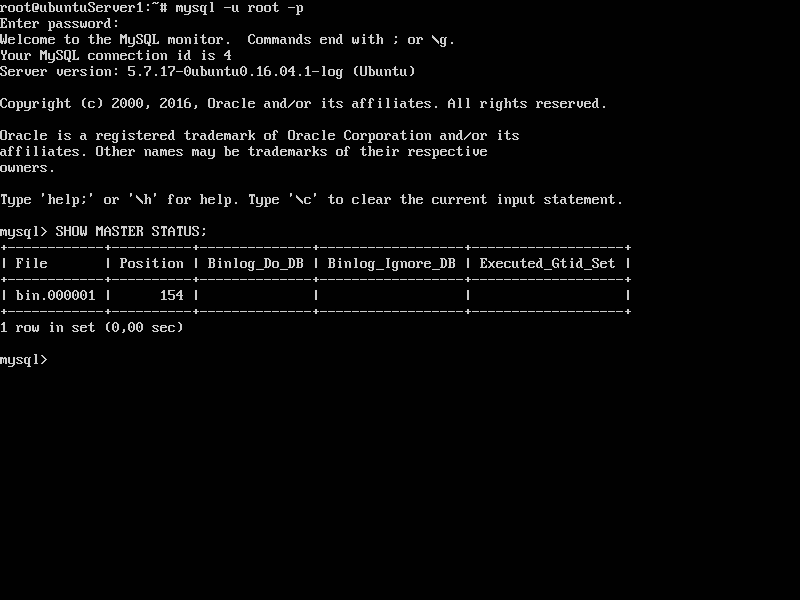 root@ubuntuServer1:~# mysql -u root -p
Enter password:
Welcome to the MySQL monitor.  Commands end with ; or \g.
Your MySQL connection id is 4
Server version: 5.7.17-0ubuntu0.16.04.1-log (Ubuntu)

Copyright (c) 2000, 2016, Oracle and/or its affiliates. All rights reserved.

Oracle is a registered trademark of Oracle Corporation and/or its
affiliates. Other names may be trademarks of their respective
owners.

Type 'help;' or '\h' for help. Type '\c' to clear the current input statement.

mysql> SHOW MASTER STATUS;
+------------+----------+--------------+------------------+-------------------+
| File       | Position | Binlog_Do_DB | Binlog_Ignore_DB | Executed_Gtid_Set |
+------------+----------+--------------+------------------+-------------------+
| bin.000001 |      154 |              |                  |                   |
+------------+----------+--------------+------------------+-------------------+
1 row in set (0,00 sec)

mysql>